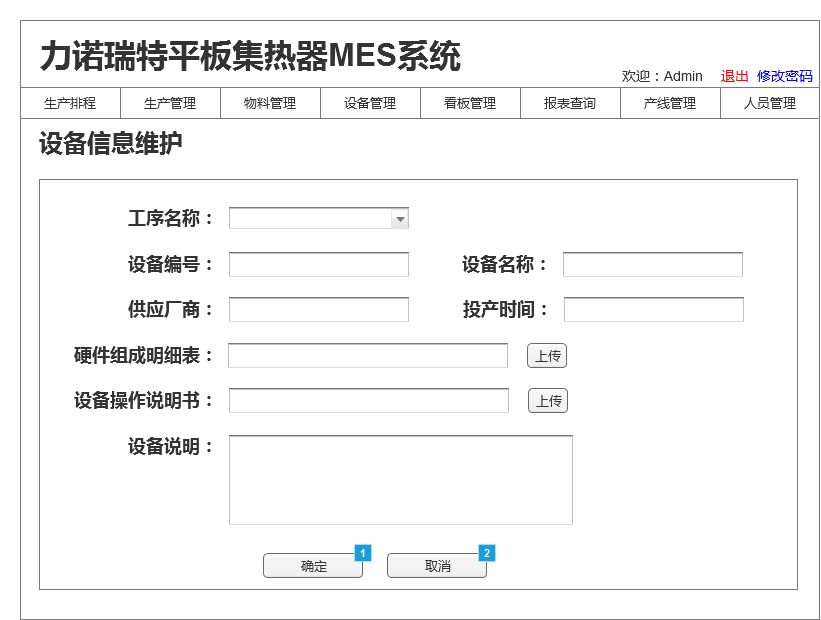 力诺瑞特平板集热器MES系统
欢迎：Admin 退出 修改密码
生产排程 生产管理 物料管理 设备管理 看板管理 报表查询 产线管理 人员管理
设备信息维护
工序名称：
设备编号： 设备名称：
供应厂商： 投产时间：
硬件组成明细表： 上传
设备操作说明书： 上传
设备说明：
确定 1 取消 2